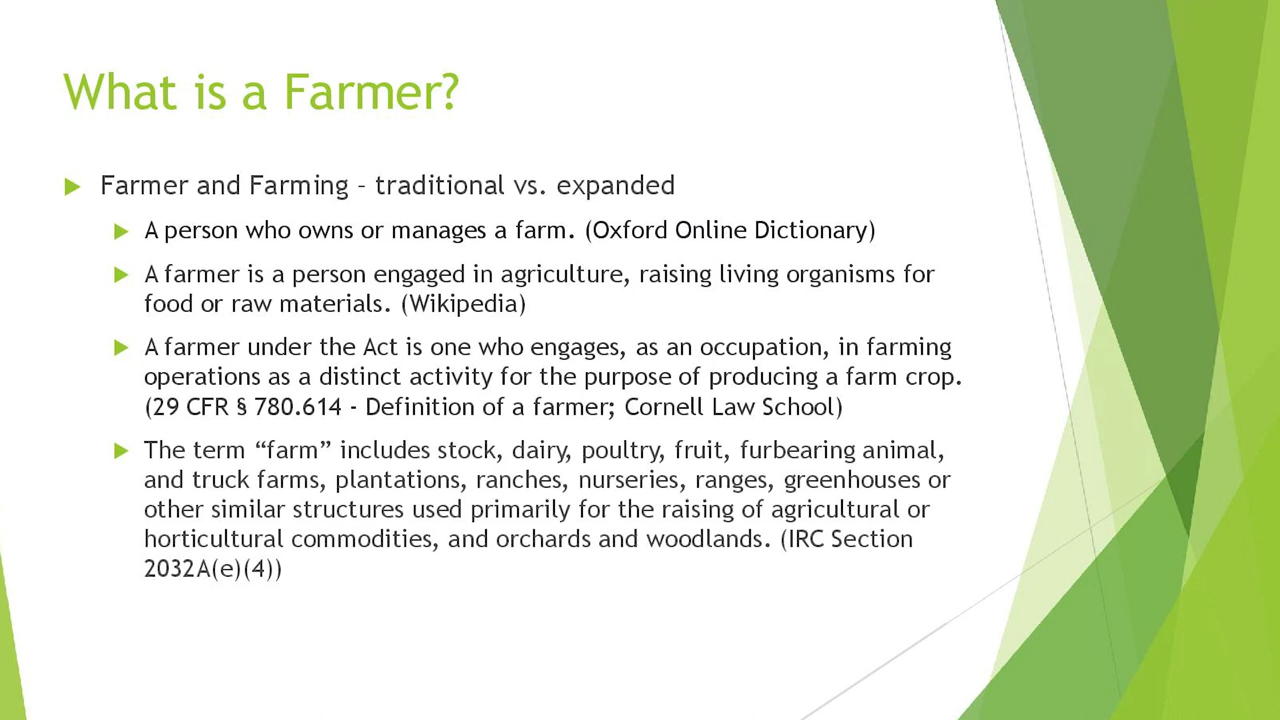 What is a Farmer?
Farmer and Farming – traditional vs. expanded
A person who owns or manages a farm. (Oxford Online Dictionary)
A farmer is a person engaged in agriculture, raising living organisms for
food or raw materials. (Wikipedia)
A farmer under the Act is one who engages, as an occupation, in farming
operations as a distinct activity for the purpose of producing a farm crop.
(29 CFR § 780.614 - Definition of a farmer; Cornell Law School)
The term “farm” includes stock, dairy, poultry, fruit, furbearing animal,
and truck farms, plantations, ranches, nurseries, ranges, greenhouses or
other similar structures used primarily for the raising of agricultural or
horticultural commodities, and orchards and woodlands. (IRC Section
2032A(e)(4))